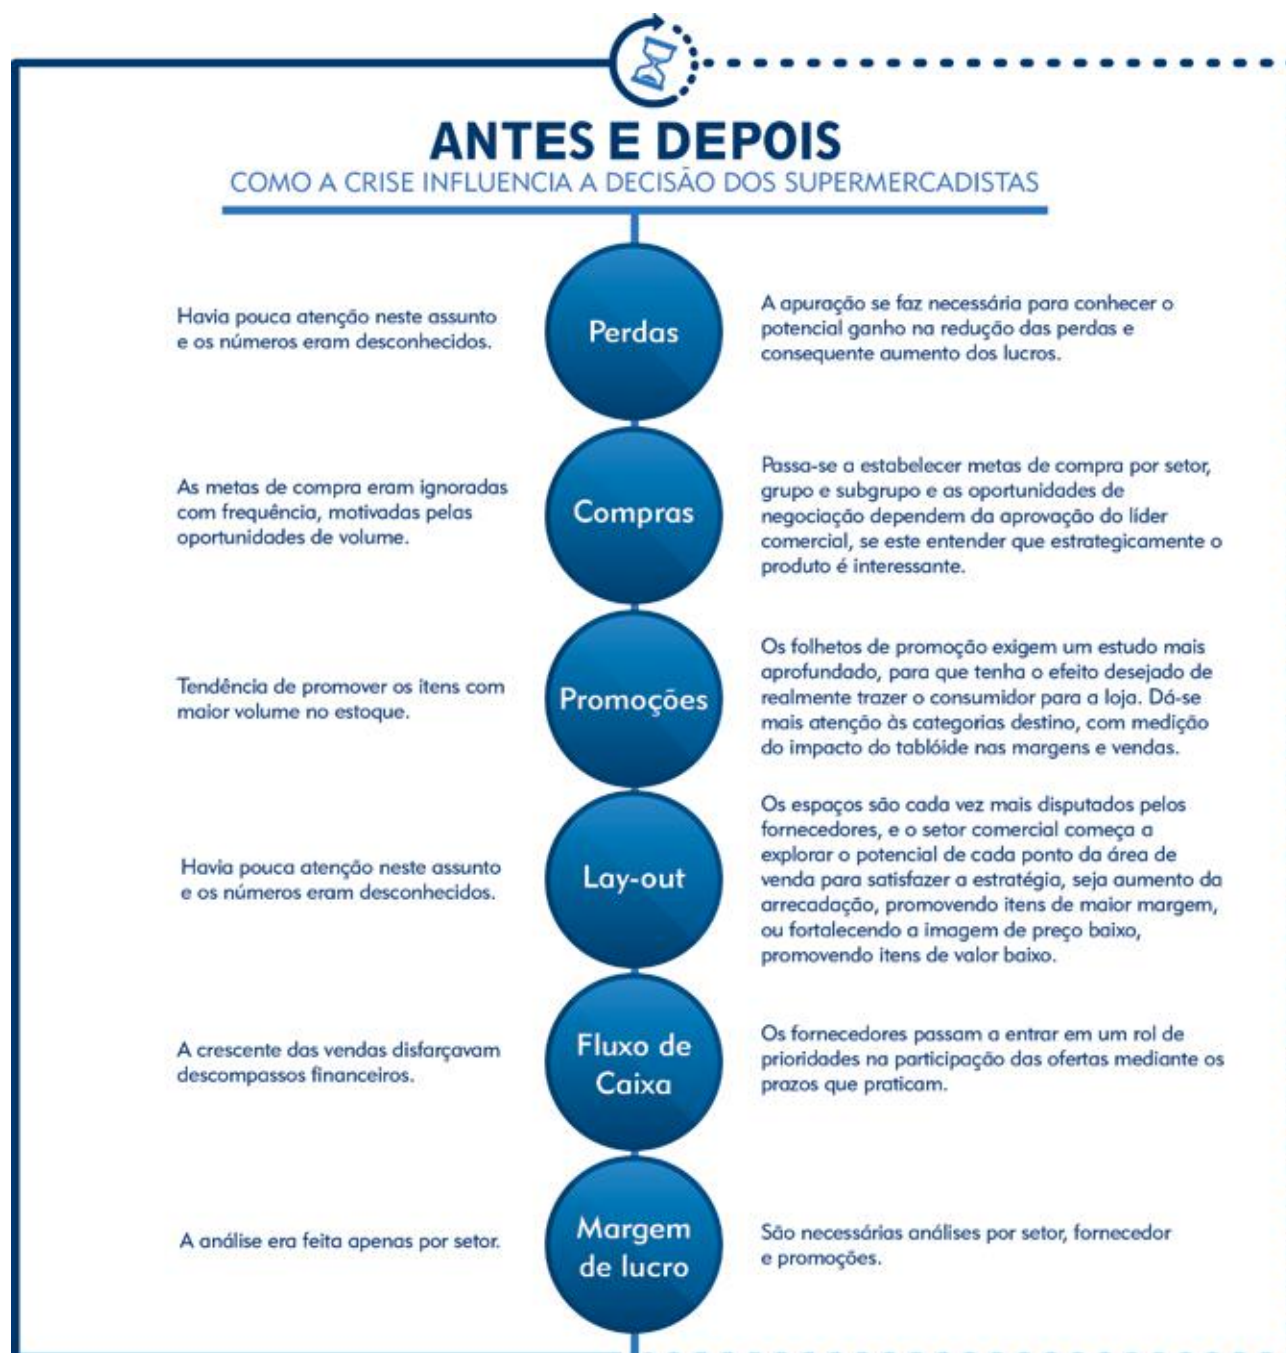 ANTES E DEPOIS
COMO A CRISE INFLUENCIA A DECISÃO DOS SUPERMERCADISTAS
Havia pouca atenção neste assunto
e os números eram desconhecidos.
Perdas
A apuração se faz necessária para conhecer o
potencial ganho na redução das perdas e
consequente aumento dos lucros.
As metas de compra eram ignoradas
com frequência, motivadas pelas
oportunidades de volume.
Compras
Passa-se a estabelecer metas de compra por setor,
grupo e subgrupo e as oportunidades de
negociação dependem da aprovação do líder
comercial, se este entender que estrategicamente o
produto é interessante.
Tendência de promover os itens com
maior volume no estoque.
Promoções
Os folhetos de promoção exigem um estudo mais
aprofundado, para que tenha o efeito desejado de
realmente trazer o consumidor para a loja. Dá-se
mais atenção às categorias destino, com medição
do impacto do tablóide nas margens e vendas.
Havia pouca atenção neste assunto
e os números eram desconhecidos.
Lay-out
Os espaços são cada vez mais disputados pelos
fornecedores, e o setor comercial começa a
explorar o potencial de cada ponto da área de
venda para satisfazer a estratégia, seja aumento da
arrecadação, promovendo itens de maior margem,
ou fortalecendo a imagem de preço baixo,
promovendo itens de valor baixo.
A crescente das vendas disfarçavam
descompassos financeiros.
Fluxo de
Caixa
Os fornecedores passam a entrar em um rol de
prioridades na participação das ofertas mediante os
prazos que praticam.
A análise era feita apenas por setor.
Margem
de lucro
São necessárias análises por setor, fornecedor
e promoções.